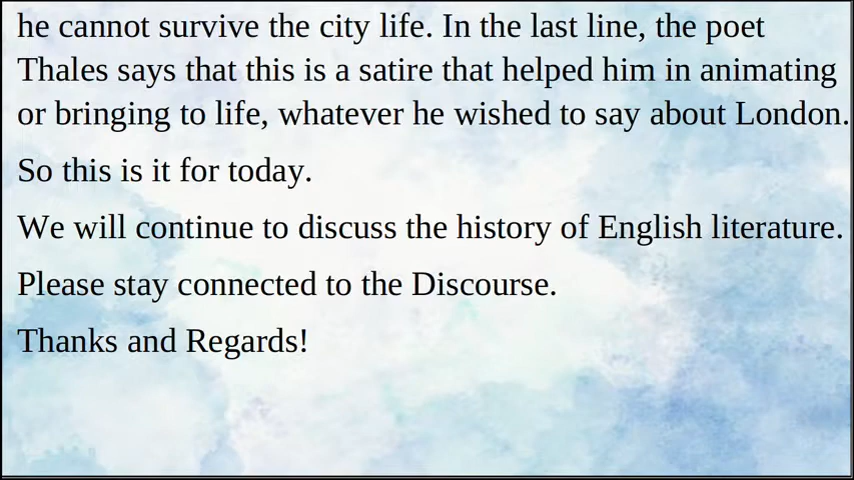 he cannot survive the city life. In the last line, the poet
Thales says that this is a satire that helped him in animating
or bringing to life, whatever he wished to say about London.
So this is it for today.
We will continue to discuss the history of English literature.
Please stay connected to the Discourse.
Thanks and Regards!